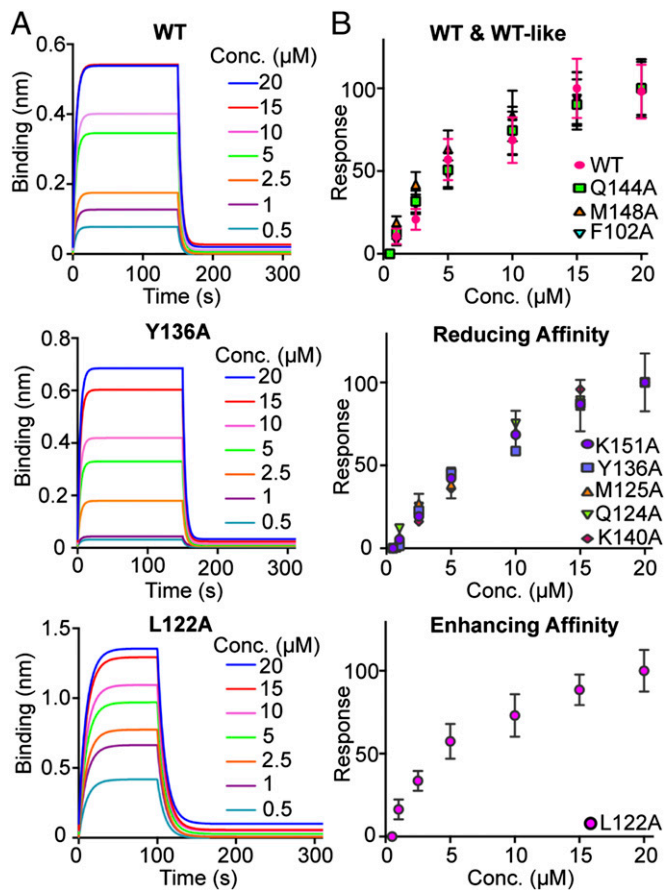 A
B
WT
Conc. (µM)
20
15
10
5
2.5
1
0.5
Binding (nm)
0.6
0.4
0.2
0
0 100 200 300
Time (s)
WT & WT-like
Response
100
50
0
WT
Q144A
M148A
F102A
0 5 10 15 20
Conc. (µM)
Y136A
Conc. (µM)
20
15
10
5
2.5
1
0.5
Binding (nm)
0.8
0.6
0.4
0.2
0
0 100 200 300
Time (s)
Reducing Affinity
Response
100
50
0
K151A
Y136A
M125A
Q124A
K140A
0 5 10 15 20
Conc. (µM)
L122A
Conc. (µM)
20
15
10
5
2.5
1
0.5
Binding (nm)
1.5
1.0
0.5
0
0 100 200 300
Time (s)
Enhancing Affinity
Response
100
50
0
L122A
0 5 10 15 20
Conc. (µM)